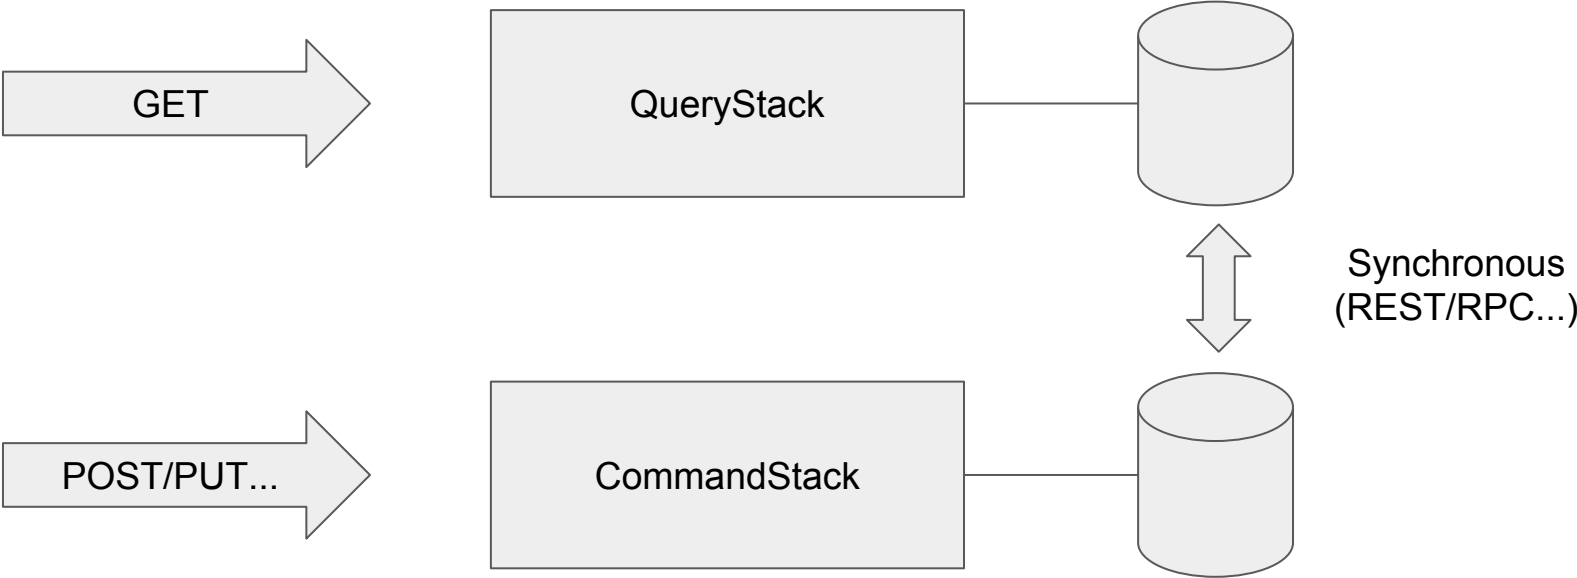 GET
QueryStack
Synchronous
(REST/RPC...)
POST/PUT...
CommandStack